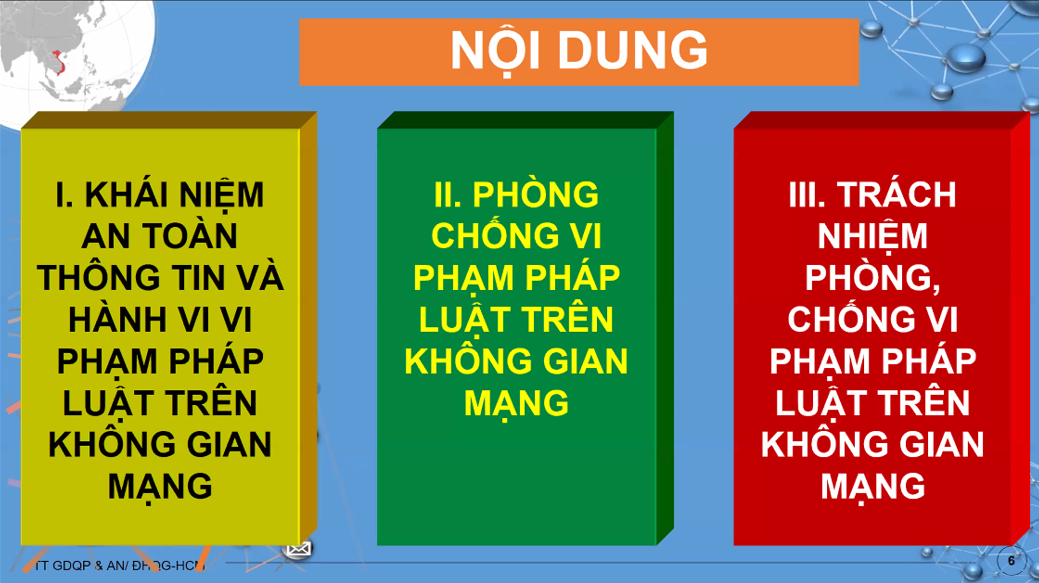 NỘI DUNG
I. KHÁI NIỆM
AN TOÀN
THÔNG TIN VÀ
HÀNH VI VI
PHẠM PHÁP
LUẬT TRÊN
KHÔNG GIAN
MẠNG
II. PHÒNG
CHỐNG VI
PHẠM PHÁP
LUẬT TRÊN
KHÔNG GIAN
MẠNG
III. TRÁCH
NHIỆM
PHÒNG,
CHỐNG VI
PHẠM PHÁP
LUẬT TRÊN
KHÔNG GIAN
MẠNG
TT GDQP & AN/ ĐHQG-HCM
6